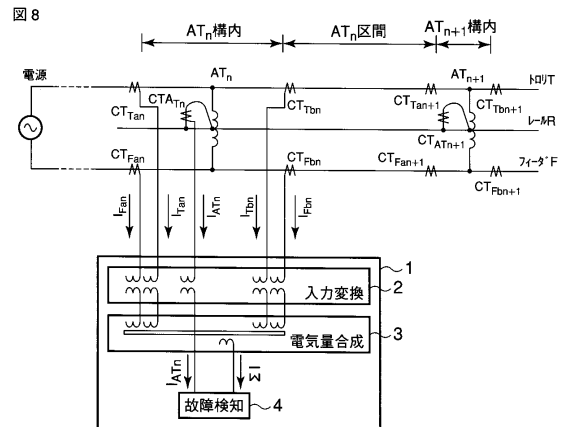 図8
ATn構内
ATn区間
ATn+1構内
電源
ATn
ATn+1
トロリT
CTTan
CTATn
CTTbn
CTTan+1
CTTbn+1
レールR
CTATn+1
CTFan
CTFbn
CTFan+1
フィーダF
CTFbn+1
IFan
ITan
IATn
ITbn
IFbn
1
入力変換
2
電気量合成
3
IATn
ΣI
故障検知
4